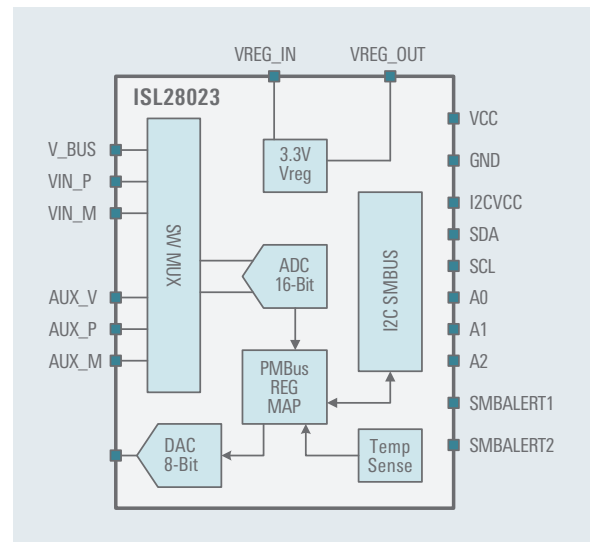 VREG_IN
VREG_OUT
ISL28023
VCC
V_BUS
3.3V
Vreg
GND
VIN_P
I2CVCC
VIN_M
SDA
SW MUX
SCL
ADC
16-Bit
I2C SMBUS
AUX_V
A0
AUX_P
A1
AUX_M
A2
PMBus
REG
MAP
SMBALERT1
DAC
8-Bit
Temp
Sense
SMBALERT2